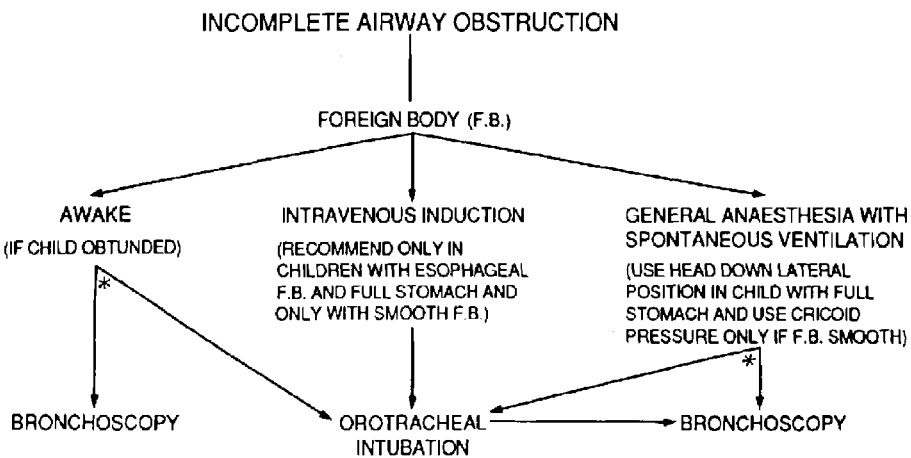 INCOMPLETE AIRWAY OBSTRUCTION
FOREIGN BODY (F.B.)
AWAKE
(IF CHILD OBTUNDED)
*
INTRAVENOUS INDUCTION
(RECOMMEND ONLY IN
CHILDREN WITH ESOPHAGEAL
F.B. AND FULL STOMACH AND
ONLY WITH SMOOTH F.B.)
GENERAL ANAESTHESIA WITH
SPONTANEOUS VENTILATION
(USE HEAD DOWN LATERAL
POSITION IN CHILD WITH FULL
STOMACH AND USE CRICOID
PRESSURE ONLY IF F.B. SMOOTH)
*
BRONCHOSCOPY
OROTRACHEAL
INTUBATION
BRONCHOSCOPY